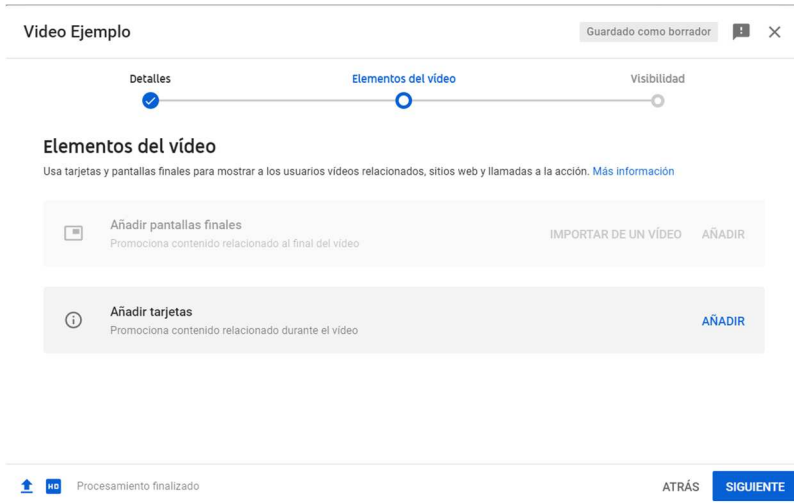 Video Ejemplo
Guardado como borrador
Detalles
Elementos del vídeo
Visibilidad
Elementos del vídeo
Usa tarjetas y pantallas finales para mostrar a los usuarios vídeos relacionados, sitios web y llamadas a la acción. Más información
Añadir pantallas finales
Promociona contenido relacionado al final del vídeo
IMPORTAR DE UN VÍDEO
AÑADIR
Añadir tarjetas
Promociona contenido relacionado durante el vídeo
AÑADIR
HD
Procesamiento finalizado
ATRÁS
SIGUIENTE